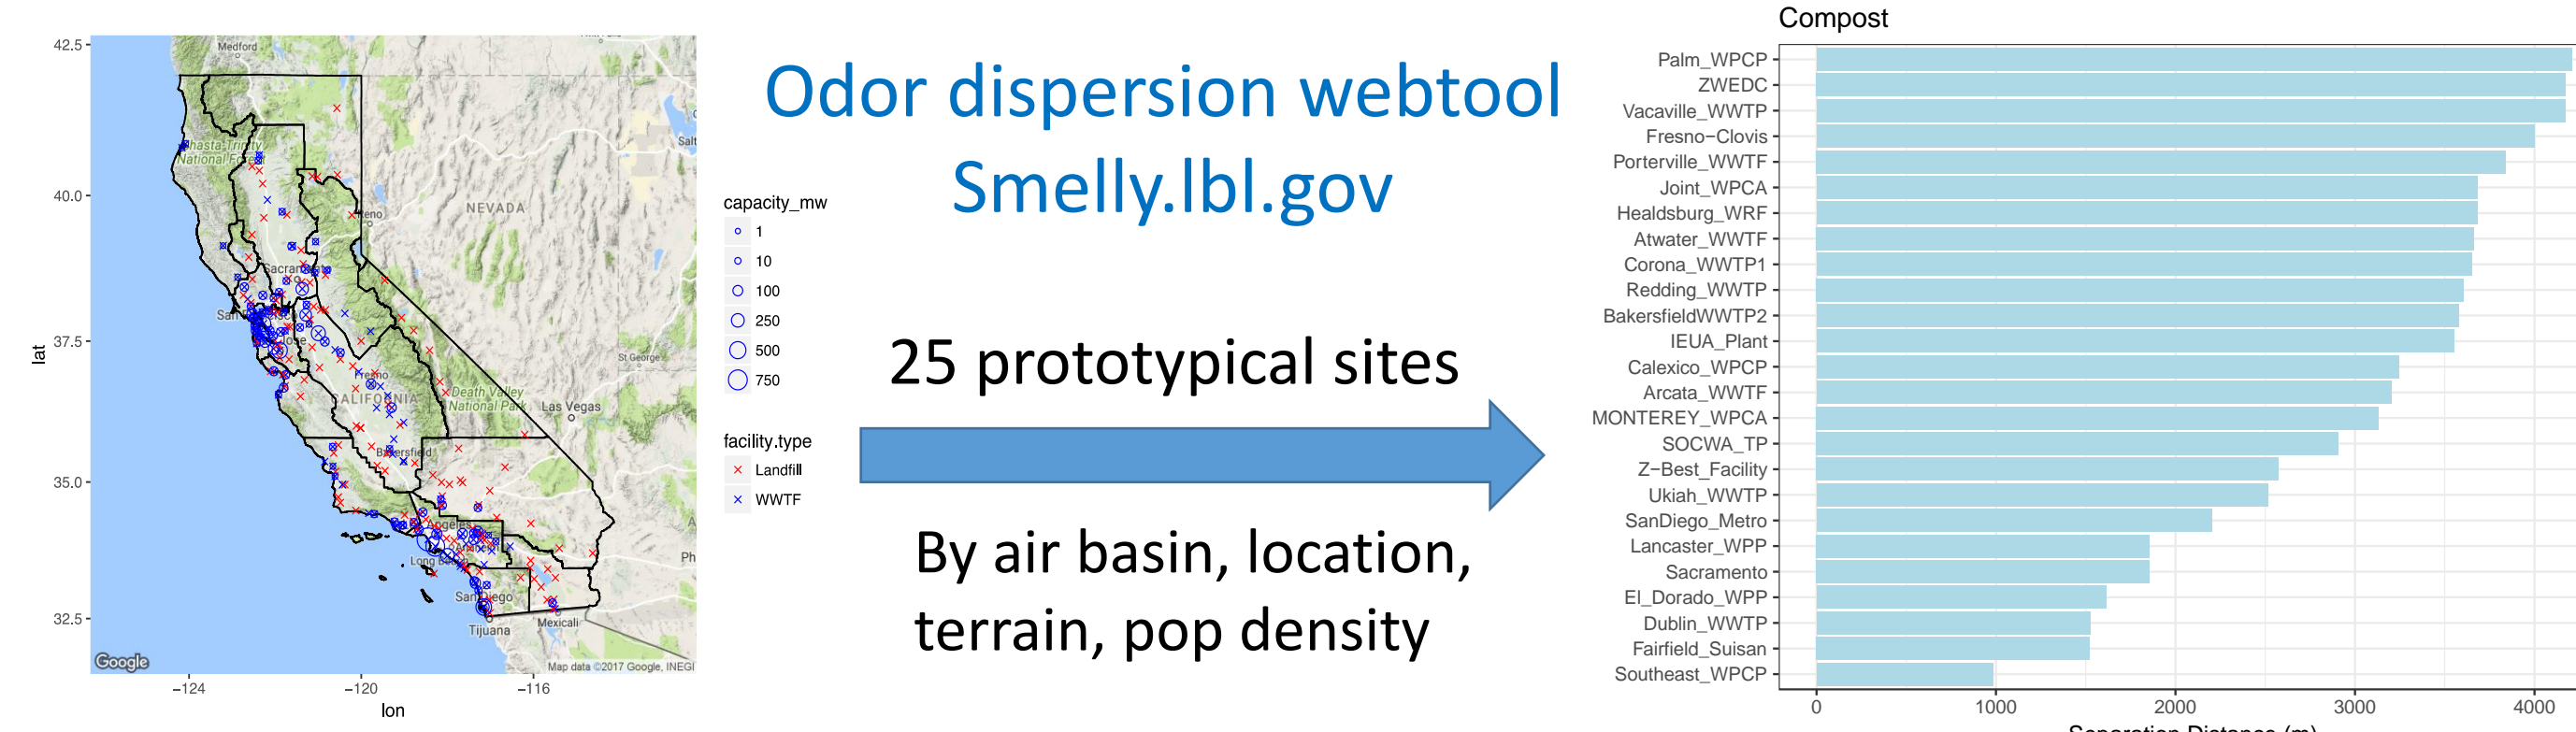 42.5
40.0
37.5
35.0
32.5
lat
−124
−120
−116
lon
Medford
National
Reno
NEVADA
Salt
St George
Death Valley
National Park
Las Vegas
CALIFORNIA
Fresno
Bakersfield
Long Beach
San Diego
Tijuana
Mexicali
Ph
A
Google
Map data ©2017 Google, INEGI
capacity_mw
1
10
100
250
500
750
facility.type
Landfill
WWTF
Odor dispersion webtool
Smelly.lbl.gov
25 prototypical sites
By air basin, location,
terrain, pop density
Compost
Palm_WPCP
ZWEDC
Vacaville_WWTP
Fresno−Clovis
Porterville_WWTF
Joint_WPCA
Healdsburg_WRF
Atwater_WWTF
Corona_WWTP1
Redding_WWTP
BakersfieldWWTP2
IEUA_Plant
Calexico_WPCP
Arcata_WWTF
MONTEREY_WPCA
SOCWA_TP
Z−Best_Facility
Ukiah_WWTP
SanDiego_Metro
Lancaster_WPP
Sacramento
El_Dorado_WPP
Dublin_WWTP
Fairfield_Suisan
Southeast_WPCP
0
1000
2000
3000
4000
Separation Distance (m)